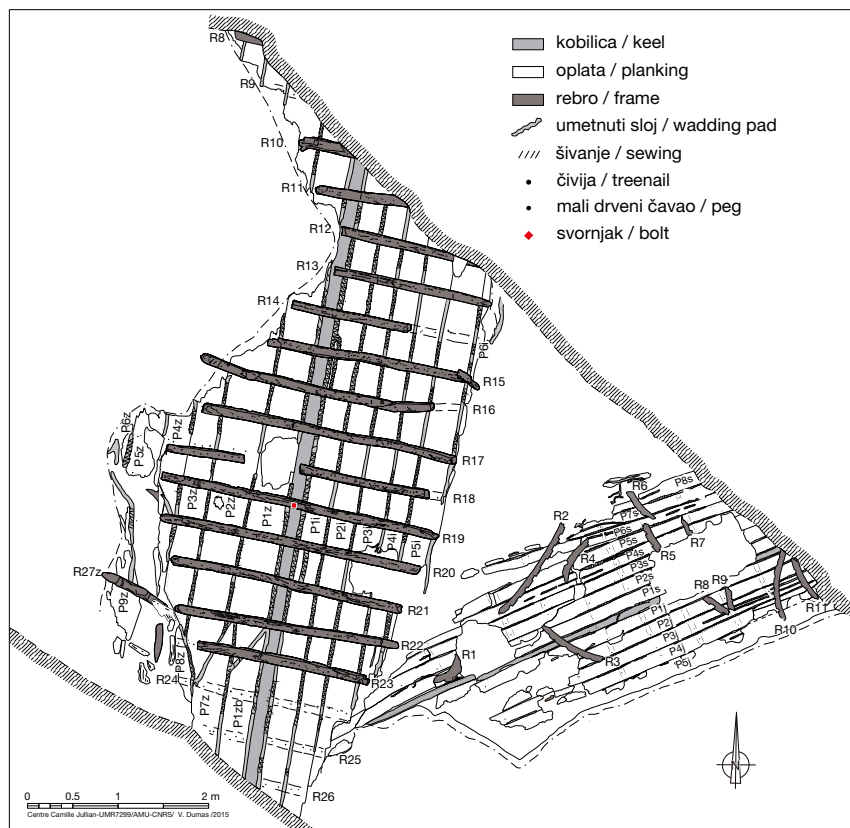 kobilica / keel
oplata / planking
rebro / frame
umetnuti sloj / wadding pad
šivanje / sewing
čivija / treenail
mali drveni čavao / peg
svornjak / bolt
R8
R9
R10
R11
R12
R13
R14
P6i
R15
R16
R17
R18
R19
R20
R21
R22
R23
R24
R25
R26
R27z
P6z
P5z
P4z
P3z
P2z
P1z
P1i
P2i
P3i
P4i
P5i
P9z
P8z
P7z
P1zb
R6
P8s
R2
P7s
P6s
R7
P5s
R5
R4
P4s
P3s
P2s
P1s
R8
R9
R11
R10
P1
P2
P3
P4
P5j
R3
R1
N
0 0.5 1 2 m
Centre Camille Jullian-UMR7299/AMU-CNRS/ V. Dumas /2015